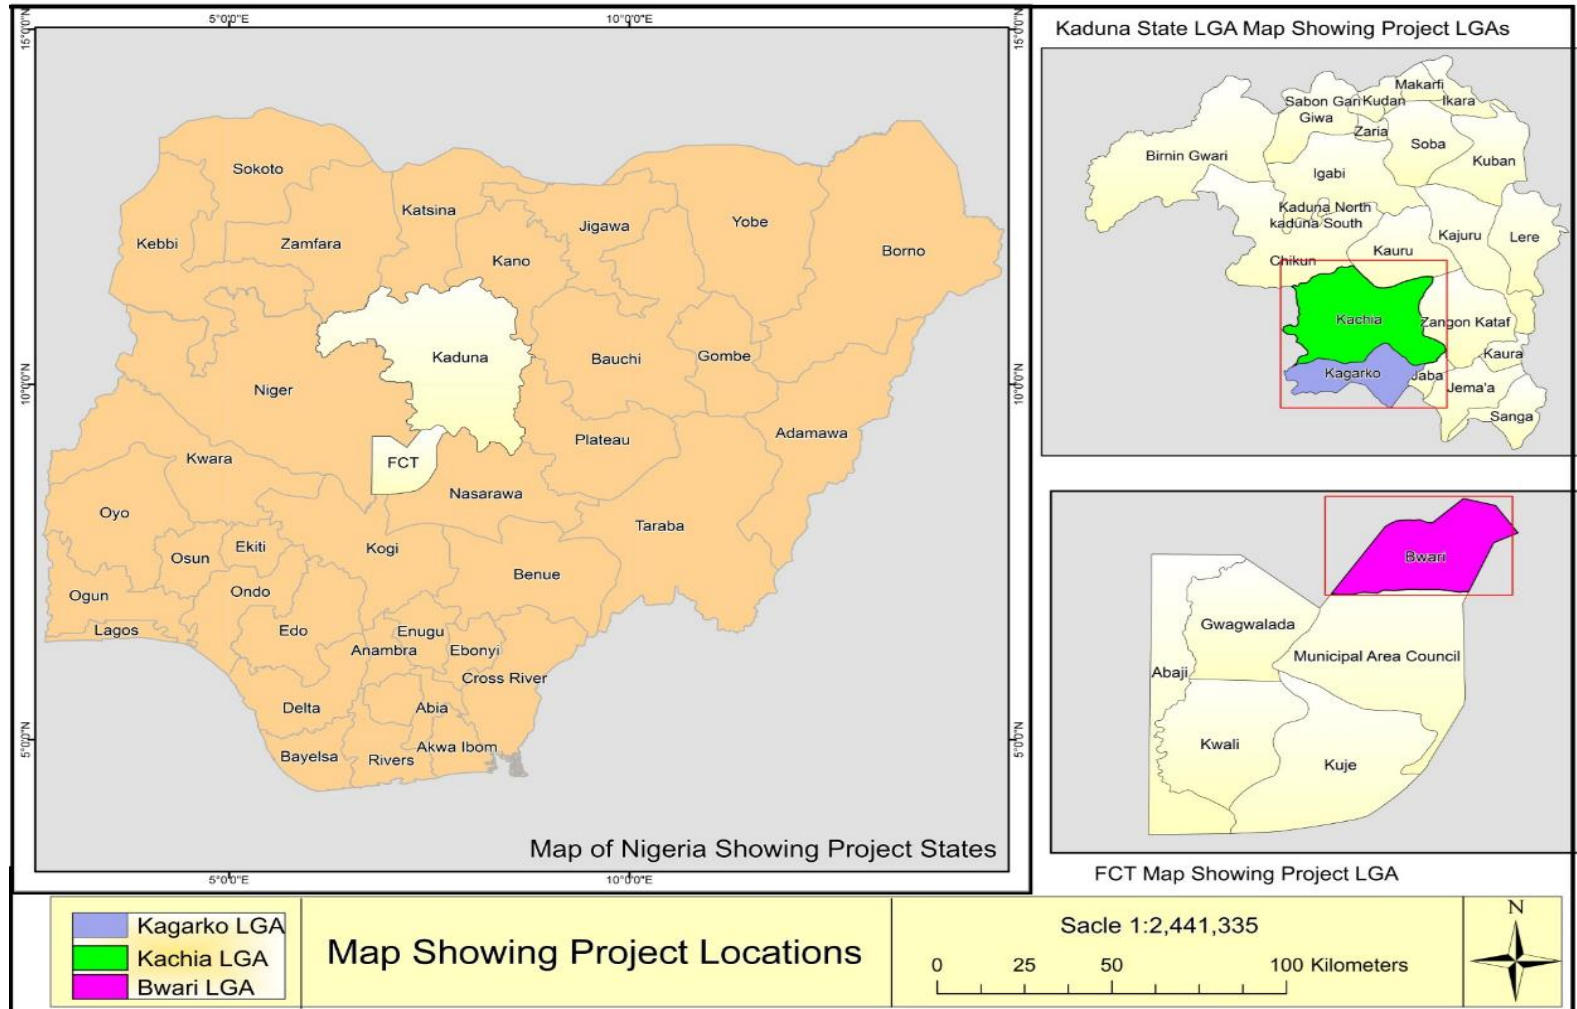 5°0'0"E
10°0'0"E
15°0'0"N
15°0'0"N
Sokoto
Katsina
Kebbi
Zamfara
Kano
Jigawa
Yobe
Borno
Kaduna
Bauchi
Gombe
Niger
10°0'0"N
10°0'0"N
Plateau
Adamawa
Kwara
FCT
Nasarawa
Oyo
Taraba
Osun
Ekiti
Kogi
Benue
Ogun
Ondo
Lagos
Edo
Enugu
Anambra
Ebonyi
Cross River
Delta
Abia
5°0'0"N
5°0'0"N
Bayelsa
Rivers
Akwa Ibom
Map of Nigeria Showing Project States
5°0'0"E
10°0'0"E
Kaduna State LGA Map Showing Project LGAs
Makarfi
Sabon Gari
Kudan
Ikara
Giwa
Zaria
Soba
Birnin Gwari
Kuban
Igabi
Kaduna North
kaduna South
Kauru
Kajuru
Lere
Chikun
Kachia
Zangon Kataf
Kaura
Kagarko
Jaba
Jema'a
Sanga
Bwari
Gwagwalada
Municipal Area Council
Abaji
Kwali
Kuje
FCT Map Showing Project LGA
Kagarko LGA
Kachia LGA
Bwari LGA
Map Showing Project Locations
Sacle 1:2,441,335
0 25 50 100 Kilometers
N